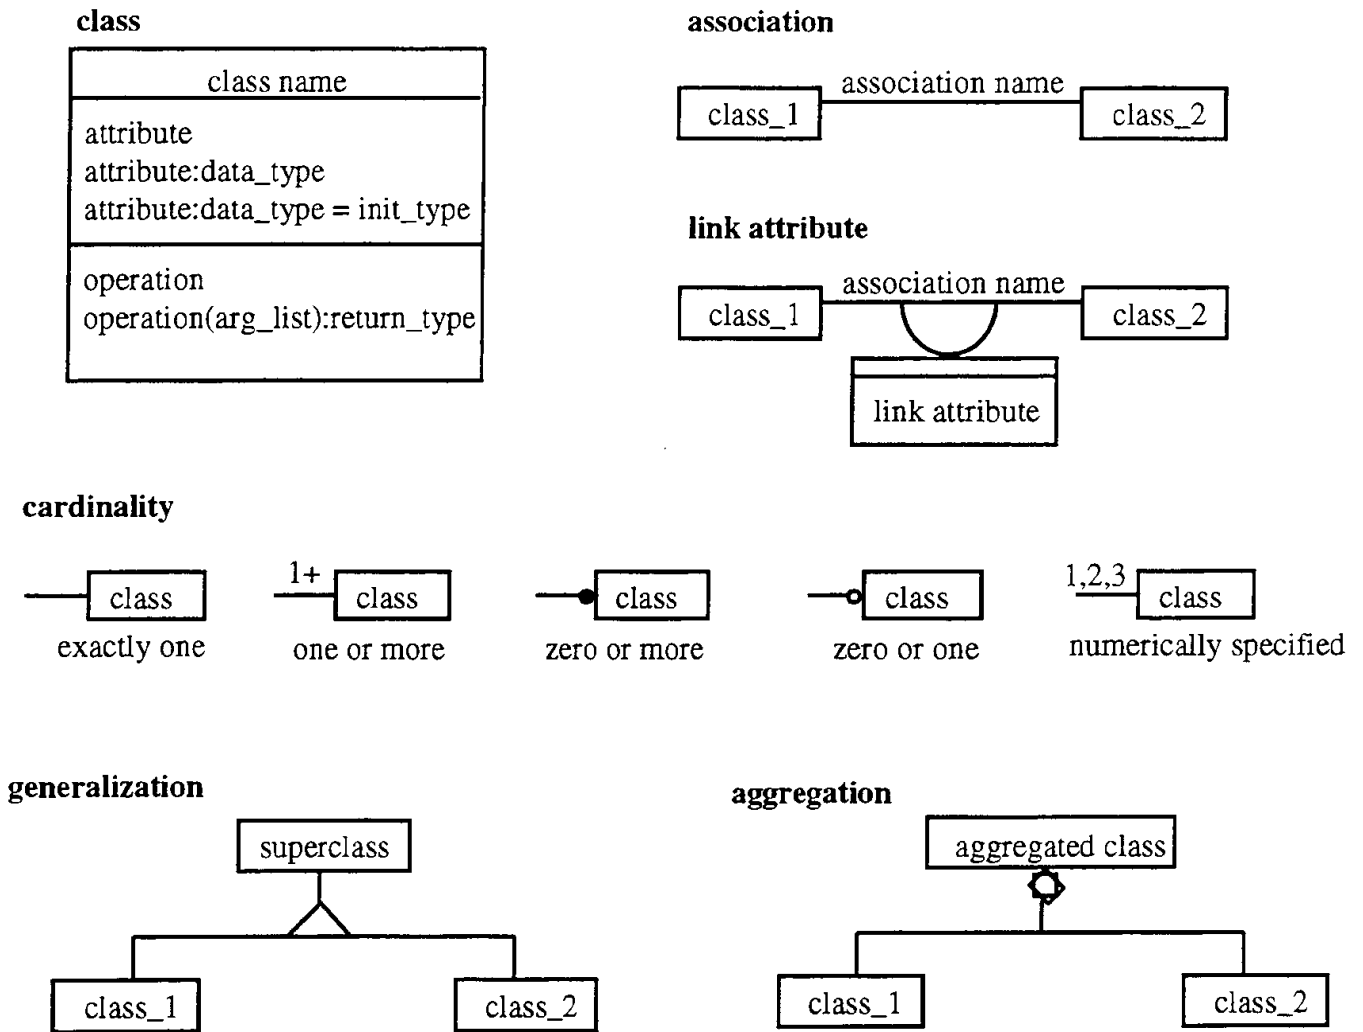 class
class name
attribute
attribute:data_type
attribute:data_type = init_type
operation
operation(arg_list):return_type
association
association name
class_1
class_2
link attribute
association name
class_1
class_2
link attribute
cardinality
class
exactly one
1+
class
one or more
class
zero or more
class
zero or one
1,2,3
class
numerically specified
generalization
superclass
class_1
class_2
aggregation
aggregated class
class_1
class_2